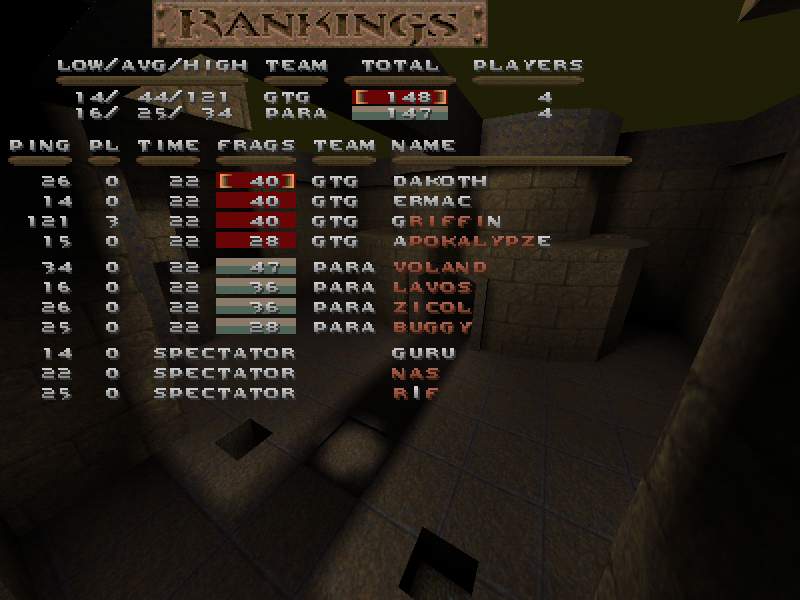 RANKINGS
LOW/AVG/HIGH TEAM TOTAL PLAYERS
14/ 44/121 GTG 148 4
16/ 25/ 34 PARA 147 4
PING PL TIME FRAGS TEAM NAME
26 0 22 40 GTG DAKOTH
14 0 22 40 GTG ERMAC
121 3 22 40 GTG GRIFFIN
15 0 22 28 GTG APOKALYPZE
34 0 22 47 PARA VOLAND
16 0 22 36 PARA LAVOS
26 0 22 36 PARA ZICOL
25 0 22 28 PARA BUGGY
14 0 SPECTATOR GURU
22 0 SPECTATOR NAS
25 0 SPECTATOR RIF